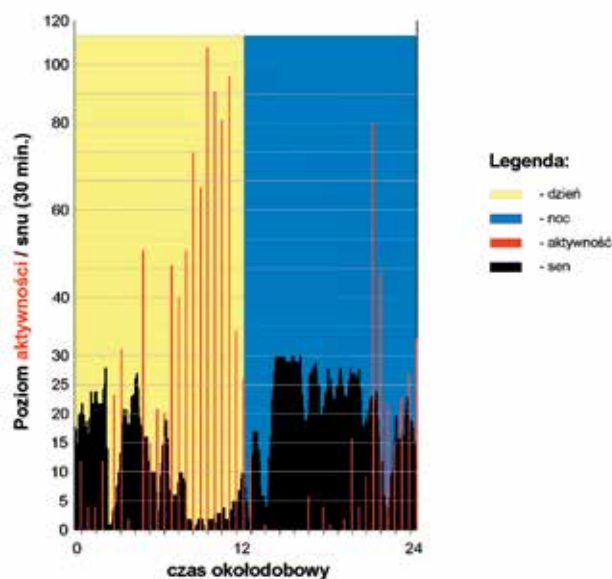 120
100
80
60
40
30
25
20
15
10
5
0
Poziom aktywności / snu (30 min.)
0 12 24
czas okołodobowy
Legenda:
- dzień
- noc
- aktywność
- sen